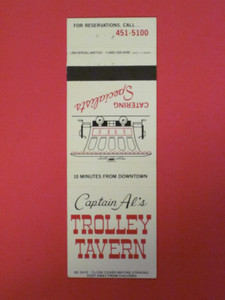 FOR RESERVATIONS, CALL
451-5100
CATERING
Specialists
10 MINUTES FROM DOWNTOWN
Captain Al's
TROLLEY
TAVERN